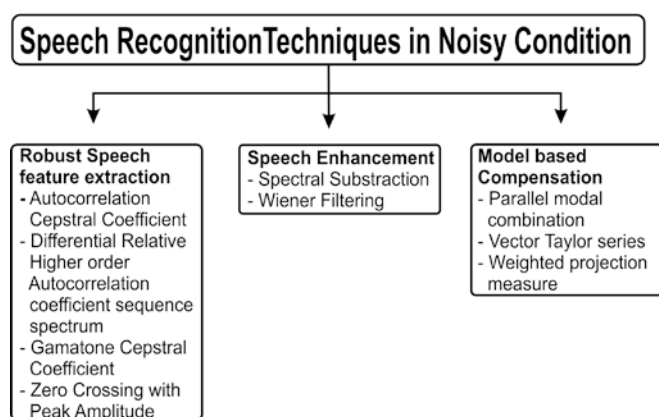 Speech RecognitionTechniques in Noisy Condition
Robust Speech
feature extraction
- Autocorrelation
Cepstral Coefficient
- Differential Relative
Higher order
Autocorrelation
coefficient sequence
spectrum
- Gamatone Cepstral
Coefficient
- Zero Crossing with
Peak Amplitude
Speech Enhancement
- Spectral Substraction
- Wiener Filtering
Model based
Compensation
- Parallel modal
combination
- Vector Taylor series
- Weighted projection
measure